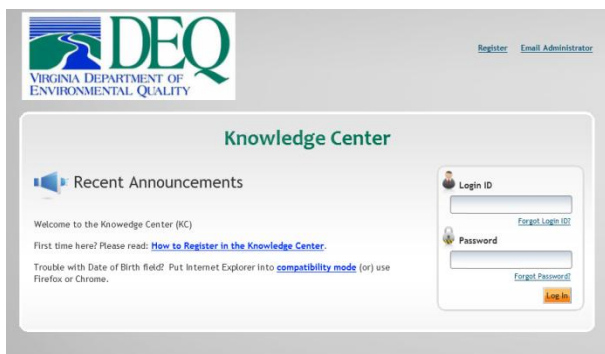 DEQ
VIRGINIA DEPARTMENT OF
ENVIRONMENTAL QUALITY
Register Email Administrator
Knowledge Center
Recent Announcements
Welcome to the Knowedge Center (KC)
First time here? Please read: How to Register in the Knowledge Center.
Trouble with Date of Birth field? Put Internet Explorer into compatibility mode (or) use
Firefox or Chrome.
Login ID
Forgot Login ID?
Password
Forgot Password?
Log In